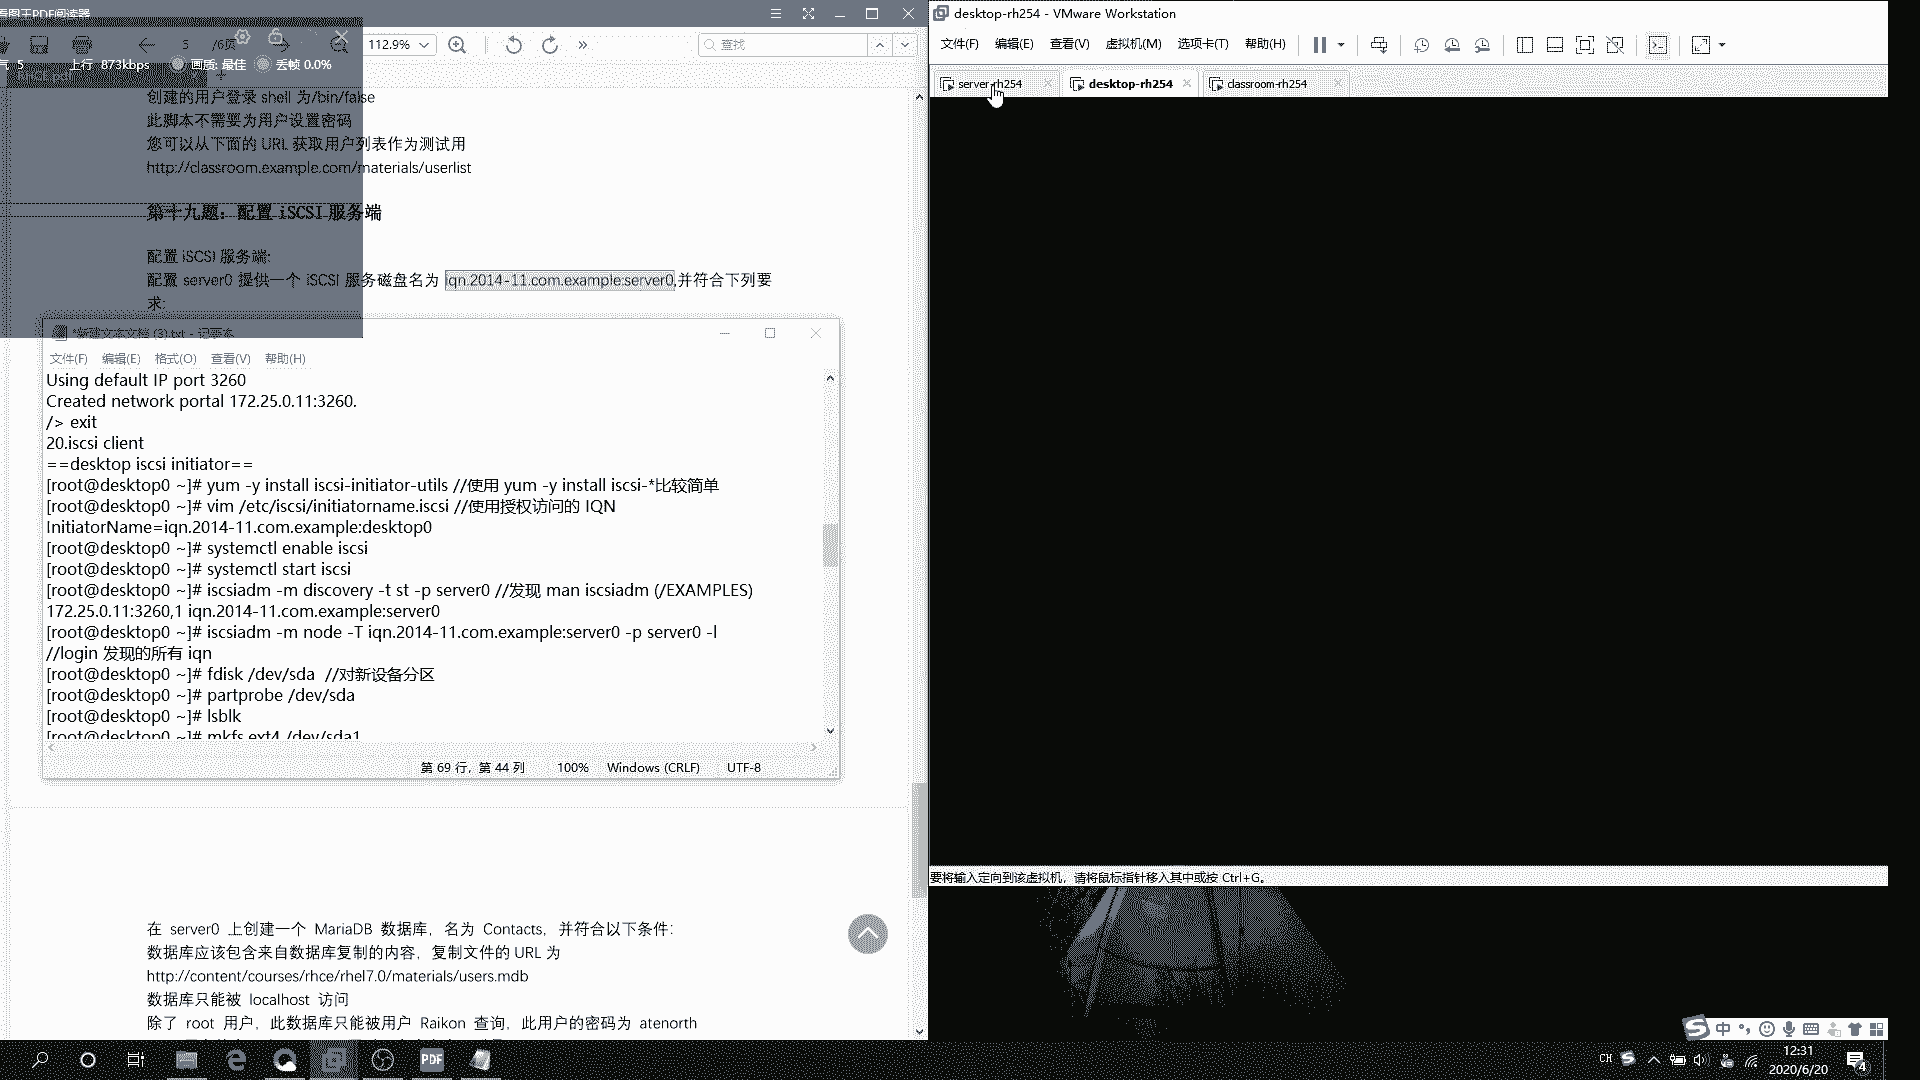 看图王PDF阅读器
5 /6页
112.9%
查找
5 上行 873kbps 画质: 最佳 丢帧 0.0%
创建的用户登录 shell 为/bin/false
此脚本不需要为用户设置密码
您可以从下面的 URL 获取用户列表作为测试用
http://classroom.example.com/materials/userlist
第十九题：配置 iSCSI 服务端
配置 iSCSI 服务端:
配置 server0 提供一个 iSCSI 服务磁盘名为 iqn.2014-11.com.example:server0,并符合下列要
求:
*新建文本文档 (3).txt - 记事本
文件(F) 编辑(E) 格式(O) 查看(V) 帮助(H)
Using default IP port 3260
Created network portal 172.25.0.11:3260.
/> exit
20.iscsi client
==desktop iscsi initiator==
[root@desktop0 ~]# yum -y install iscsi-initiator-utils //使用 yum -y install iscsi-*比较简单
[root@desktop0 ~]# vim /etc/iscsi/initiatorname.iscsi //使用授权访问的 IQN
InitiatorName=iqn.2014-11.com.example:desktop0
[root@desktop0 ~]# systemctl enable iscsi
[root@desktop0 ~]# systemctl start iscsi
[root@desktop0 ~]# iscsiadm -m discovery -t st -p server0 //发现 man iscsiadm (/EXAMPLES)
172.25.0.11:3260,1 iqn.2014-11.com.example:server0
[root@desktop0 ~]# iscsiadm -m node -T iqn.2014-11.com.example:server0 -p server0 -l
//login 发现的所有 iqn
[root@desktop0 ~]# fdisk /dev/sda //对新设备分区
[root@desktop0 ~]# partprobe /dev/sda
[root@desktop0 ~]# lsblk
[root@desktop0 ~]# mkfs.ext4 /dev/sda1
第 69 行，第 44 列 100% Windows (CRLF) UTF-8
在 server0 上创建一个 MariaDB 数据库，名为 Contacts，并符合以下条件:
数据库应该包含来自数据库复制的内容，复制文件的 URL 为
http://content/courses/rhce/rhel7.0/materials/users.mdb
数据库只能被 localhost 访问
除了 root 用户，此数据库只能被用户 Raikon 查询，此用户的密码为 atenorth
desktop-rh254 - VMware Workstation
文件(F) 编辑(E) 查看(V) 虚拟机(M) 选项卡(T) 帮助(H)
server-rh254 desktop-rh254 classroom-rh254
要将输入定向到该虚拟机，请将鼠标指针移入其中或按 Ctrl+G。
中
PDF
CH
12:31
2020/6/20
4